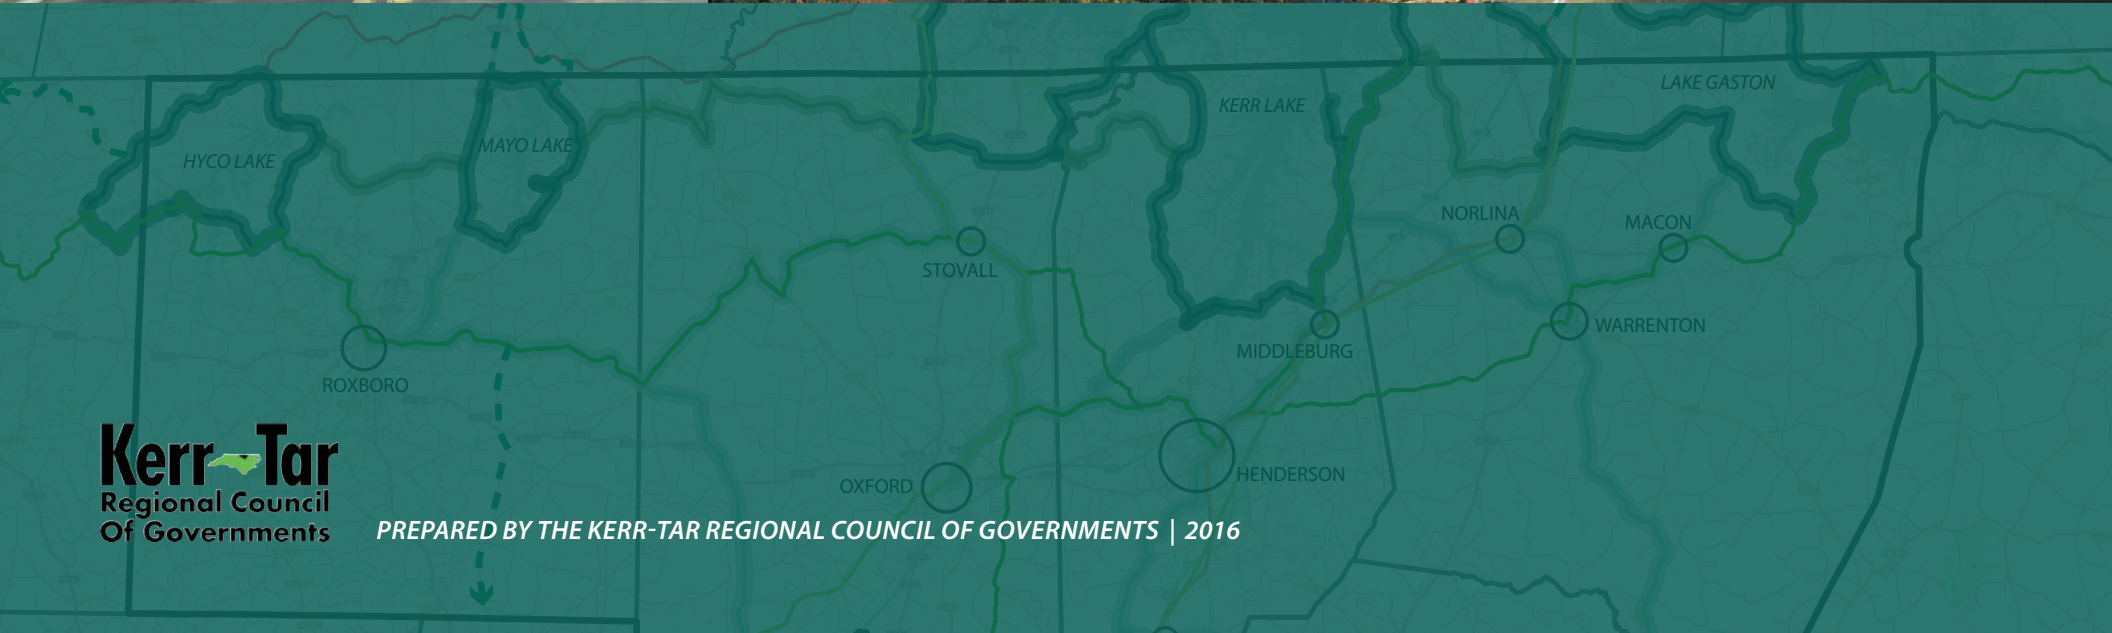 LAKE GASTON
KERR LAKE
MAYO LAKE
HYCO LAKE
NORLINA
MACON
STOVALL
WARRENTON
MIDDLEBURG
ROXBORO
Kerr Tar
Regional Council
Of Governments
HENDERSON
OXFORD
PREPARED BY THE KERR-TAR REGIONAL COUNCIL OF GOVERNMENTS | 2016